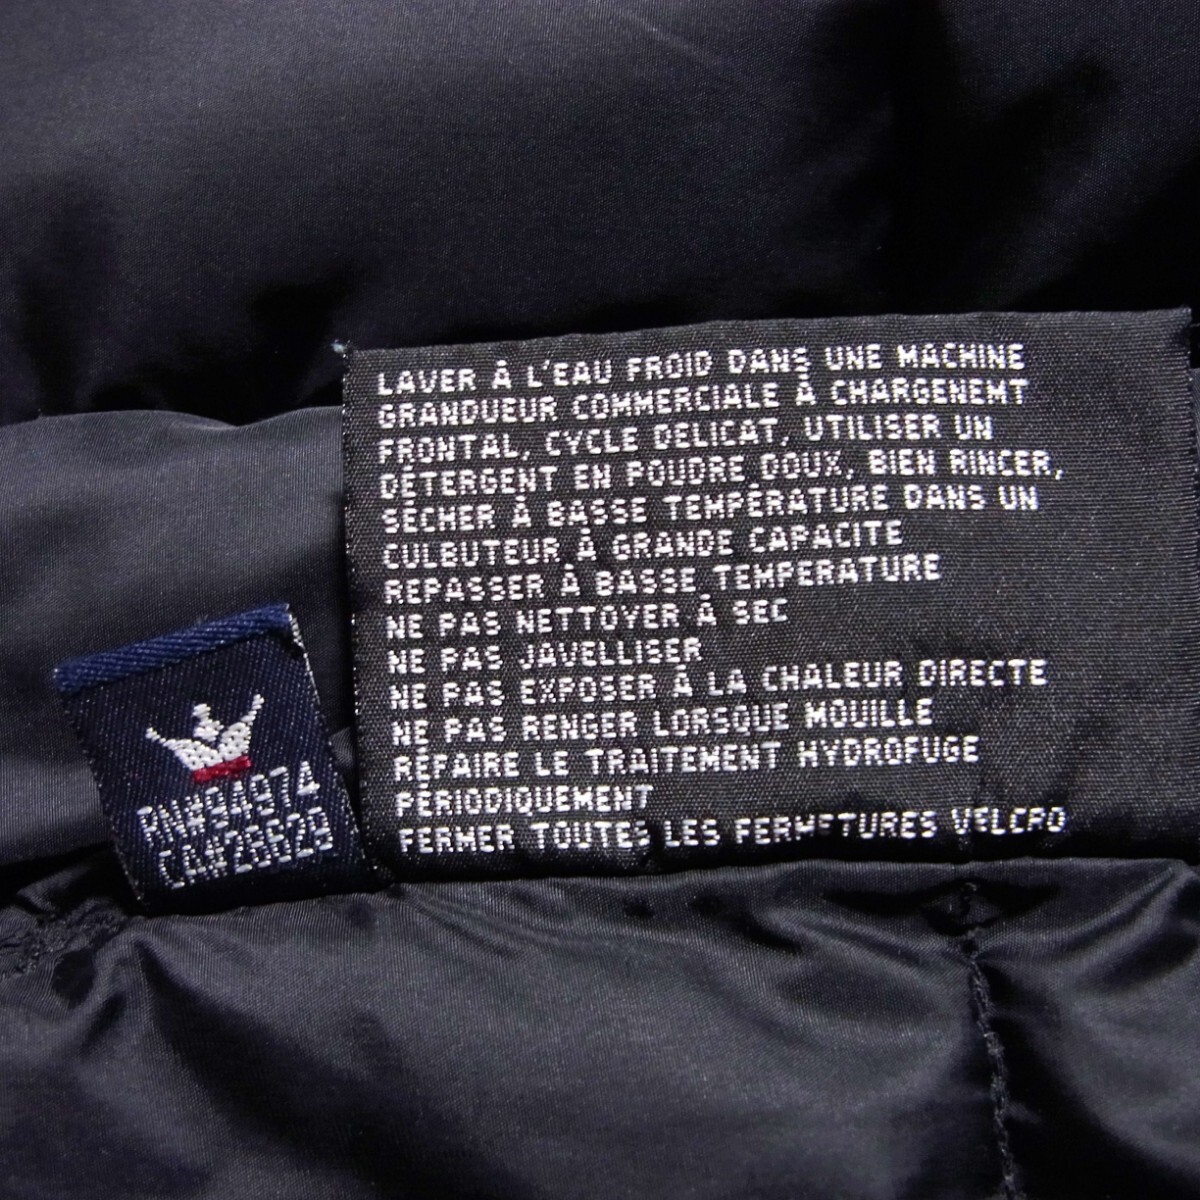 LAVER À L'EAU FROID DANS UNE MACHINE
GRANDUEUR COMMERCIALE À CHARGENEMT
FRONTAL, CYCLE DELICAT, UTILISER UN
DÉTERGENT EN POUDRE DOUX, BIEN RINCER,
SÉCHER À BASSE TEMPÉRATURE DANS UN
CULBUTEUR À GRANDE CAPACITE
REPASSER À BASSE TEMPERATURE
NE PAS NETTOYER À SEC
NE PAS JAVELLISER
NE PAS EXPOSER À LA CHALEUR DIRECTE
NE PAS RENGER LORSQUE MOUILLE
RÉFAIRE LE TRAITEMENT HYDROFUGE
PÉRIODIQUEMENT
FERMER TOUTES LES FERMETURES VELCRO
RN#94974
CA#28629